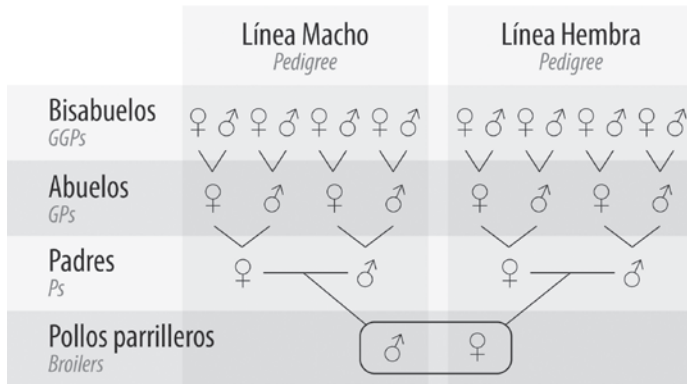 Línea Macho
Pedigree
Línea Hembra
Pedigree
Bisabuelos
GGPs
♀ ♂ ♀ ♂ ♀ ♂ ♀ ♂ ♀ ♂ ♀ ♂ ♀ ♂ ♀ ♂
Abuelos
GPs
♀ ♂ ♀ ♂ ♀ ♂ ♀ ♂
Padres
Ps
♀ ♂ ♀ ♂
Pollos parrilleros
Broilers
♂ ♀